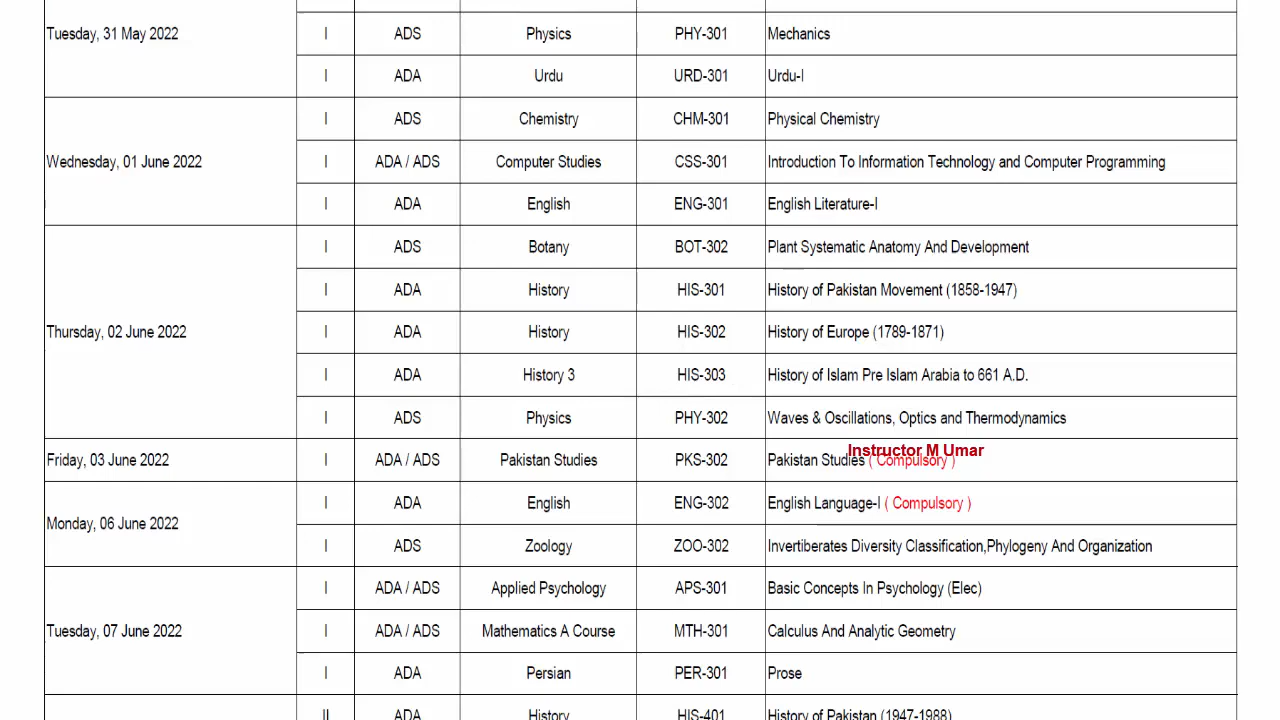 Tuesday, 31 May 2022 I ADS Physics PHY-301 Mechanics
I ADA Urdu URD-301 Urdu-I
I ADS Chemistry CHM-301 Physical Chemistry
Wednesday, 01 June 2022 I ADA / ADS Computer Studies CSS-301 Introduction To Information Technology and Computer Programming
I ADA English ENG-301 English Literature-I
I ADS Botany BOT-302 Plant Systematic Anatomy And Development
I ADA History HIS-301 History of Pakistan Movement (1858-1947)
Thursday, 02 June 2022 I ADA History HIS-302 History of Europe (1789-1871)
I ADA History 3 HIS-303 History of Islam Pre Islam Arabia to 661 A.D.
I ADS Physics PHY-302 Waves & Oscillations, Optics and Thermodynamics
Instructor M Umar
Friday, 03 June 2022 I ADA / ADS Pakistan Studies PKS-302 Pakistan Studies ( Compulsory )
I ADA English ENG-302 English Language-I ( Compulsory )
Monday, 06 June 2022
I ADS Zoology ZOO-302 Invertiberates Diversity Classification,Phylogeny And Organization
I ADA / ADS Applied Psychology APS-301 Basic Concepts In Psychology (Elec)
Tuesday, 07 June 2022 I ADA / ADS Mathematics A Course MTH-301 Calculus And Analytic Geometry
I ADA Persian PER-301 Prose
II ADA History HIS-401 History of Pakistan (1947-1988)